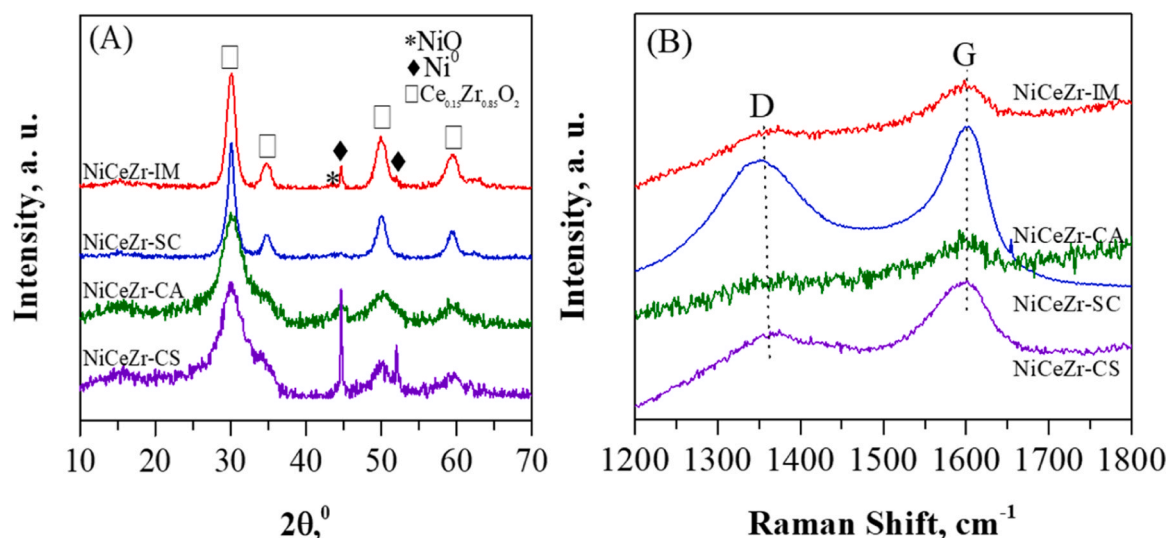 (A)
*NiO
♦Ni⁰
□Ce₀.₁₅Zr₀.₈₅O₂
NiCeZr-IM
*
NiCeZr-SC
NiCeZr-CA
NiCeZr-CS
Intensity, a. u.
10 20 30 40 50 60 70
2θ,⁰
(B)
G
D
NiCeZr-IM
NiCeZr-CA
NiCeZr-SC
NiCeZr-CS
Intensity, a. u.
1200 1300 1400 1500 1600 1700 1800
Raman Shift, cm⁻¹